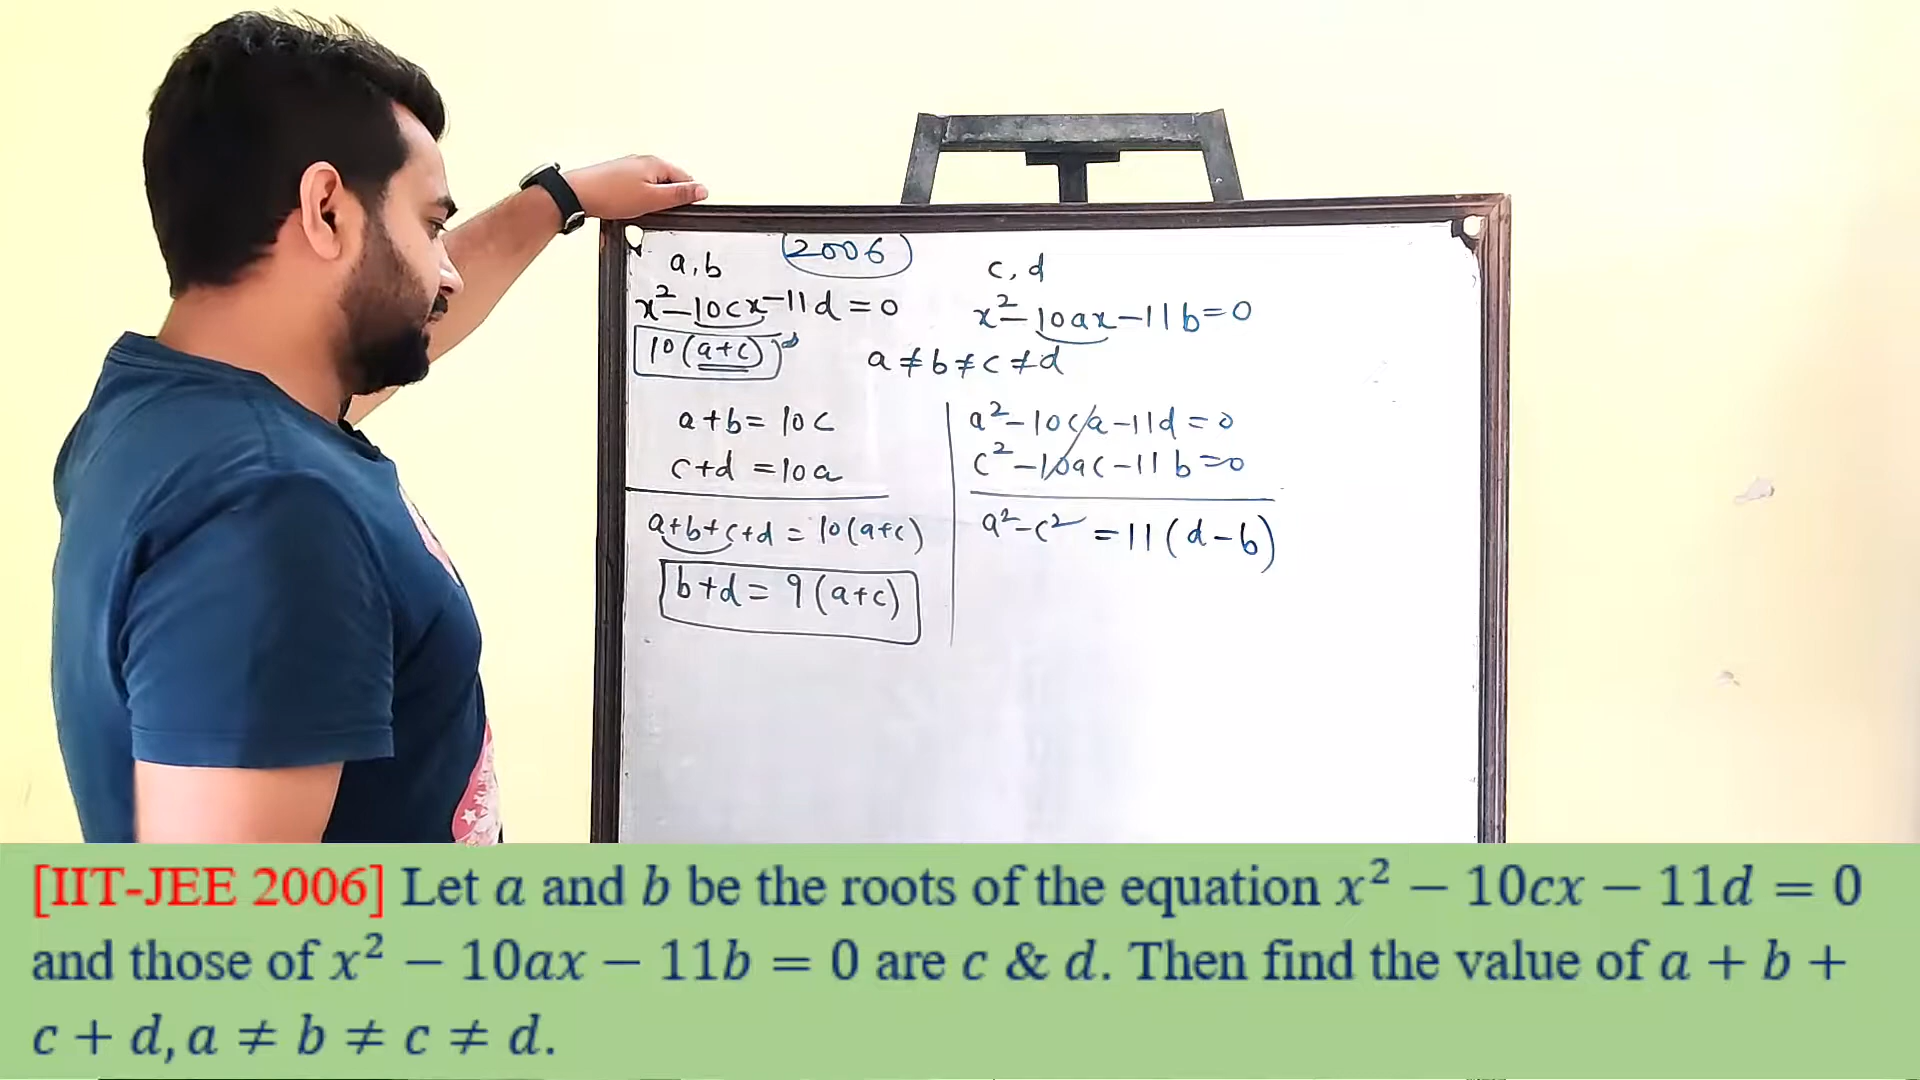 a, b
2006
c, d
x² - 10cx - 11d = 0
x² - 10ax - 11b = 0
10(a+c)
a ≠ b ≠ c ≠ d
a + b = 10c
c + d = 10a
a+b+c+d = 10(a+c)
b+d = 9(a+c)
a² - 10ca - 11d = 0
c² - 10ac - 11b = 0
a² - c² = 11(d - b)
[IIT-JEE 2006] Let a and b be the roots of the equation x² − 10cx − 11d = 0
and those of x² − 10ax − 11b = 0 are c & d. Then find the value of a + b +
c + d, a ≠ b ≠ c ≠ d.